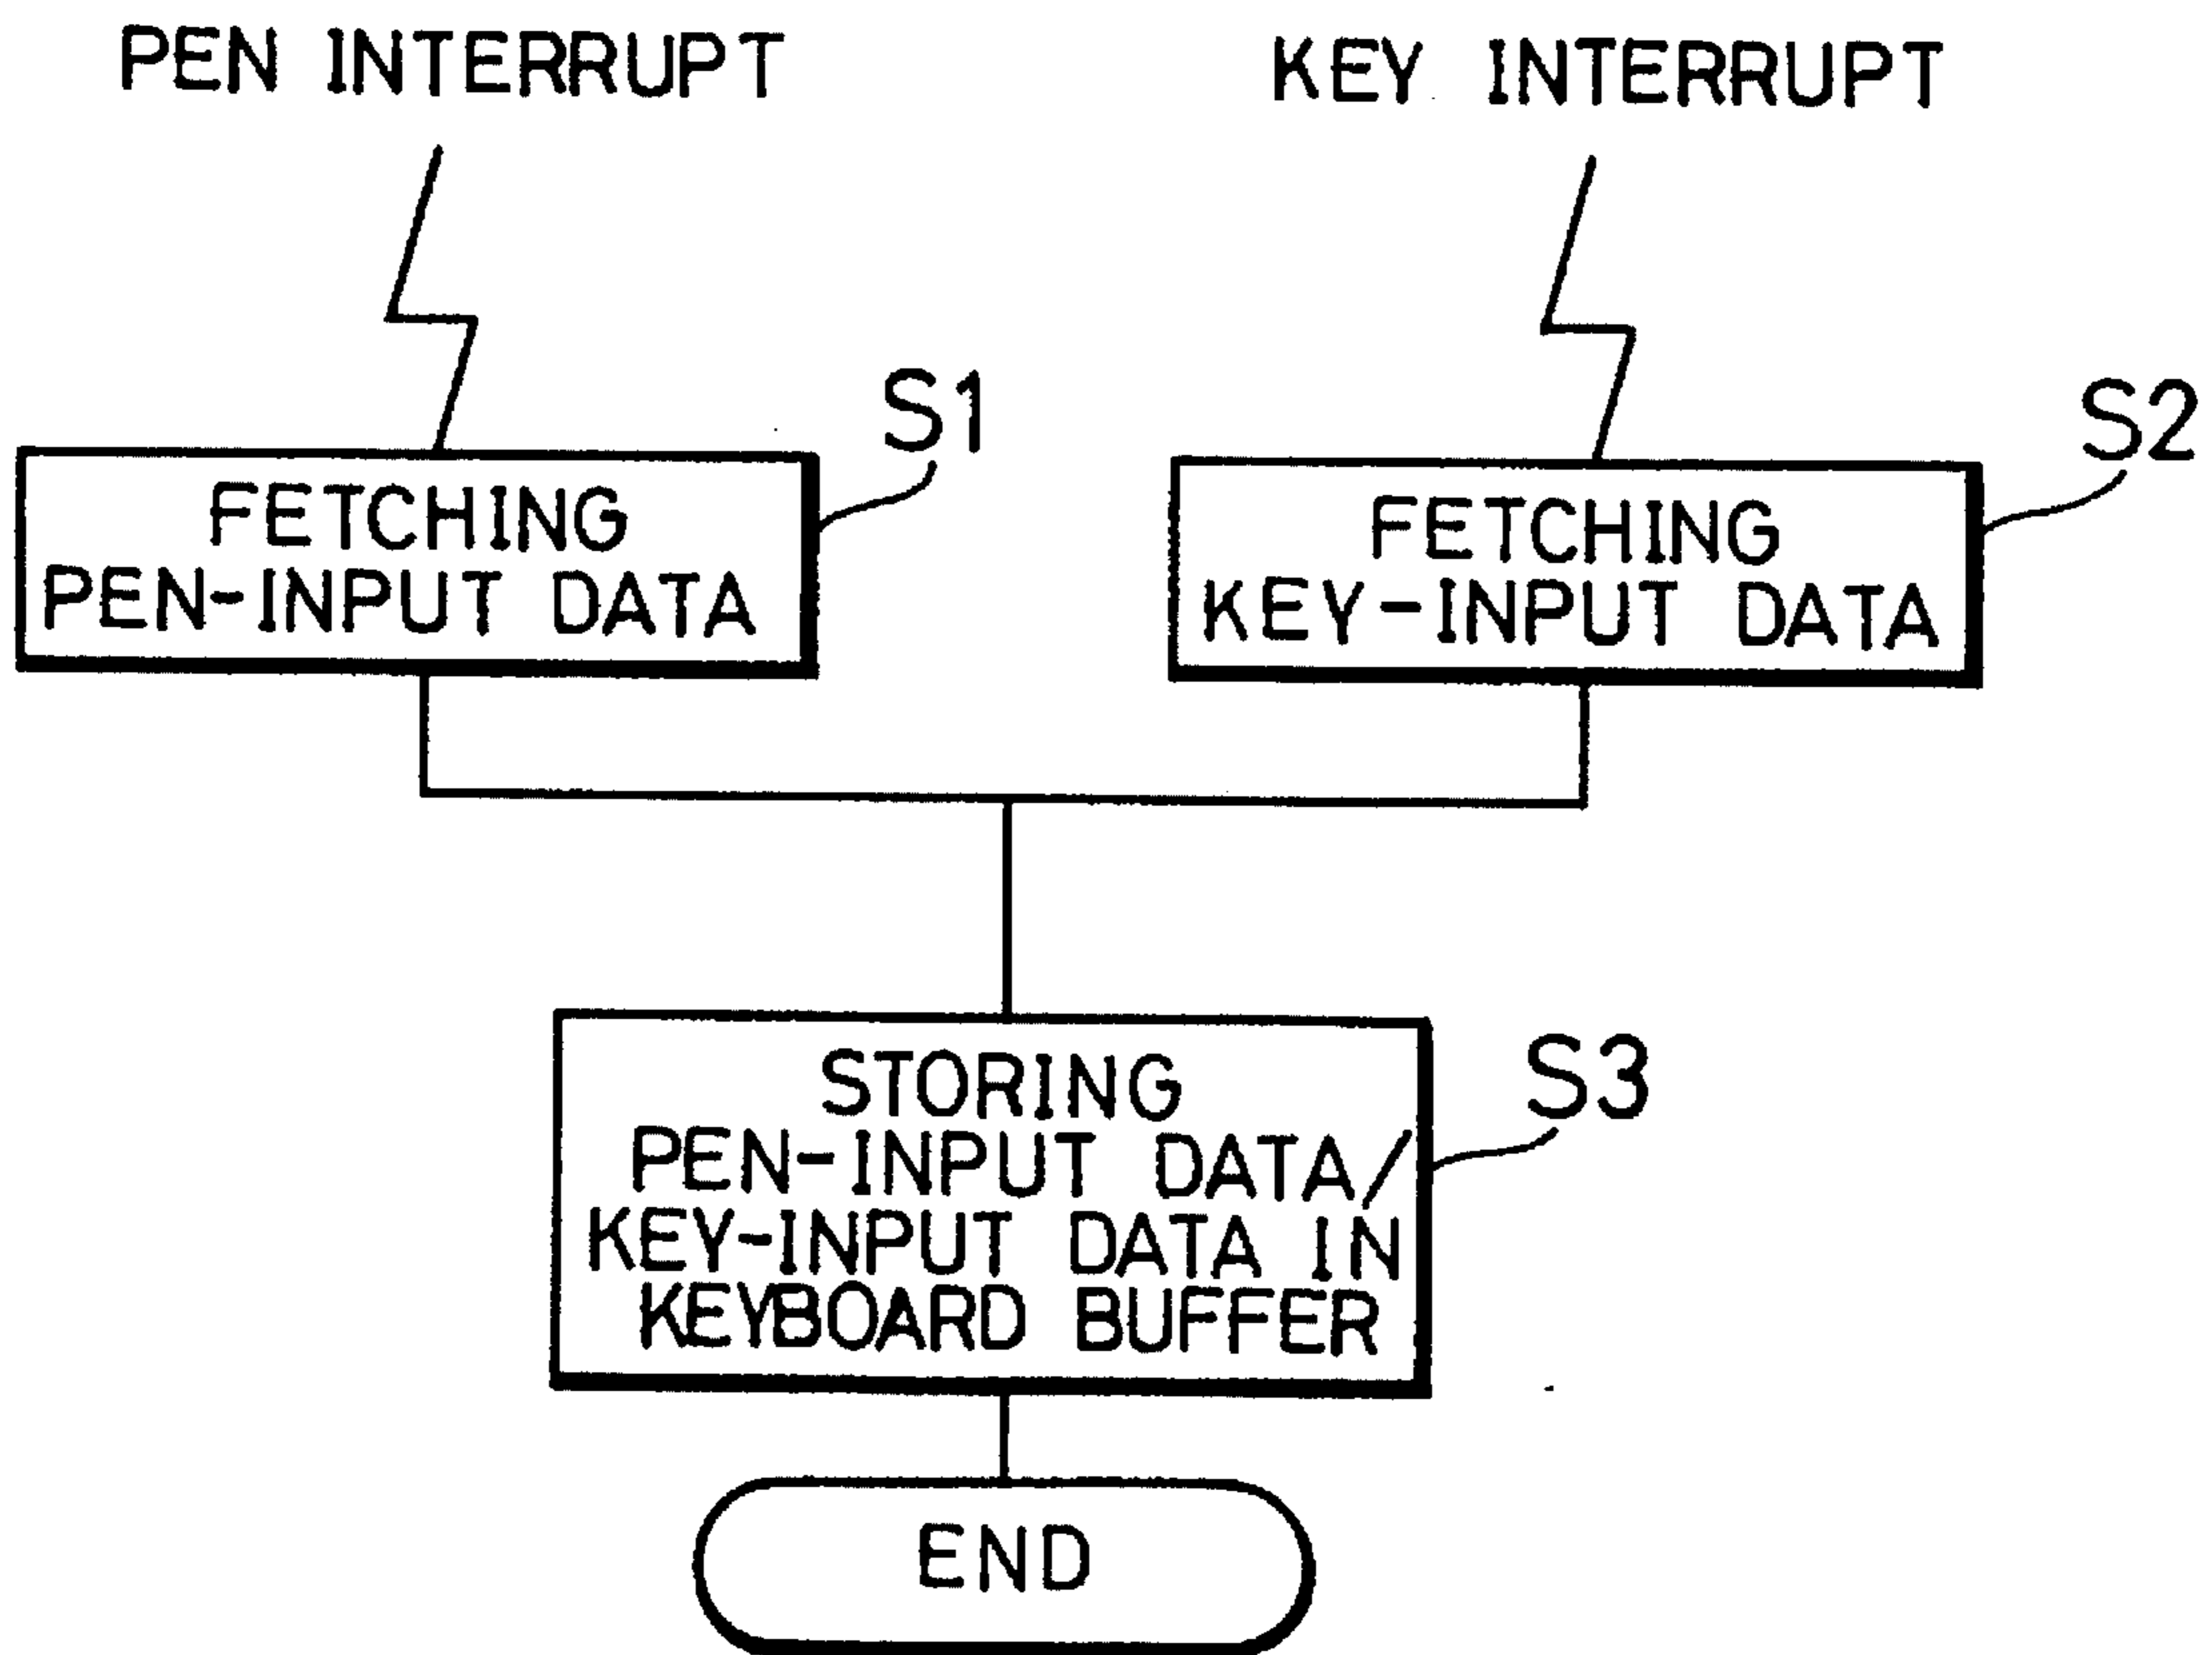 PEN INTERRUPT
KEY INTERRUPT
S1
S2
FETCHING
PEN-INPUT DATA
FETCHING
KEY-INPUT DATA
S3
STORING
PEN-INPUT DATA/
KEY-INPUT DATA IN
KEYBOARD BUFFER
END